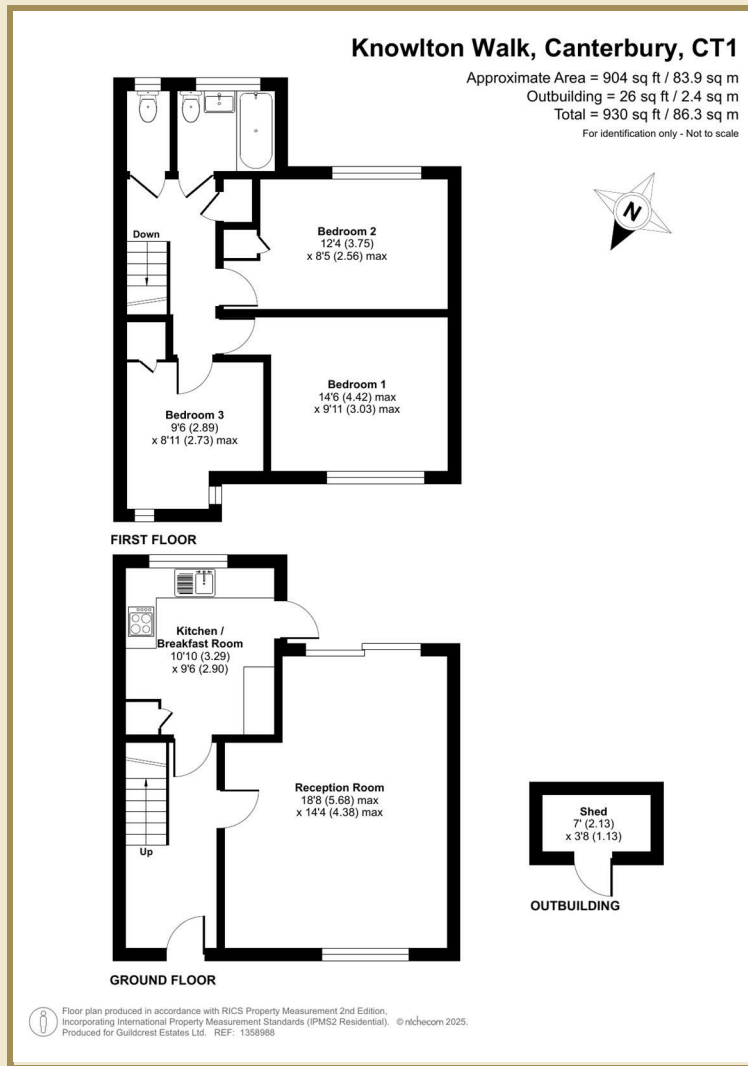 Knowlton Walk, Canterbury, CT1
Approximate Area = 904 sq ft / 83.9 sq m
Outbuilding = 26 sq ft / 2.4 sq m
Total = 930 sq ft / 86.3 sq m
For identification only - Not to scale
N
Down
Bedroom 2
12'4 (3.75)
x 8'5 (2.56) max
Bedroom 1
14'6 (4.42) max
x 9'11 (3.03) max
Bedroom 3
9'6 (2.89)
x 8'11 (2.73) max
FIRST FLOOR
Kitchen /
Breakfast Room
10'10 (3.29)
x 9'6 (2.90)
Reception Room
18'8 (5.68) max
x 14'4 (4.38) max
Up
Shed
7' (2.13)
x 3'8 (1.13)
OUTBUILDING
GROUND FLOOR
Floor plan produced in accordance with RICS Property Measurement 2nd Edition,
Incorporating International Property Measurement Standards (IPMS2 Residential). © nichecom 2025.
Produced for Guildcrest Estates Ltd. REF: 1358988